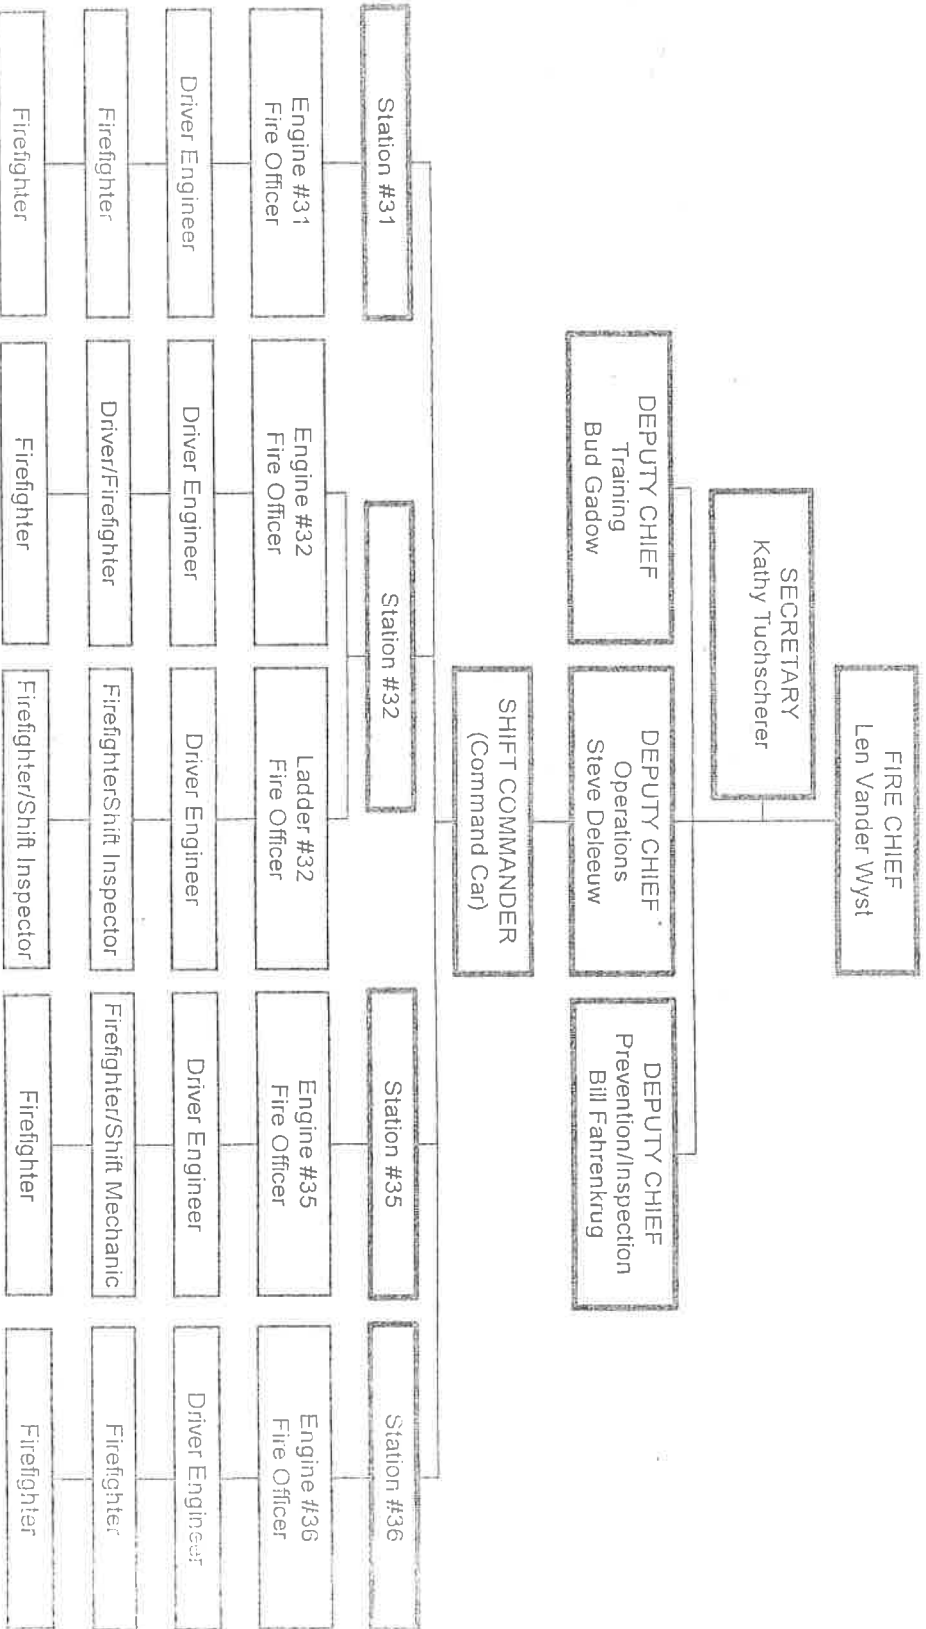 FIRE CHIEF
Len Vander Wyst
SECRETARY
Kathy Tuchscherer
DEPUTY CHIEF
Training
Bud Gadow
DEPUTY CHIEF
Operations
Steve Deleeuw
DEPUTY CHIEF
Prevention/Inspection
Bill Fahrenkrug
SHIFT COMMANDER
(Command Car)
Station #31
Station #32
Station #35
Station #36
Engine #31
Fire Officer
Engine #32
Fire Officer
Ladder #32
Fire Officer
Engine #35
Fire Officer
Engine #36
Fire Officer
Driver Engineer
Driver Engineer
Driver Engineer
Driver Engineer
Driver Engineer
Firefighter
Driver/Firefighter
FirefighterShift Inspector
Firefighter/Shift Mechanic
Firefighter
Firefighter
Firefighter
Firefighter/Shift Inspector
Firefighter
Firefighter